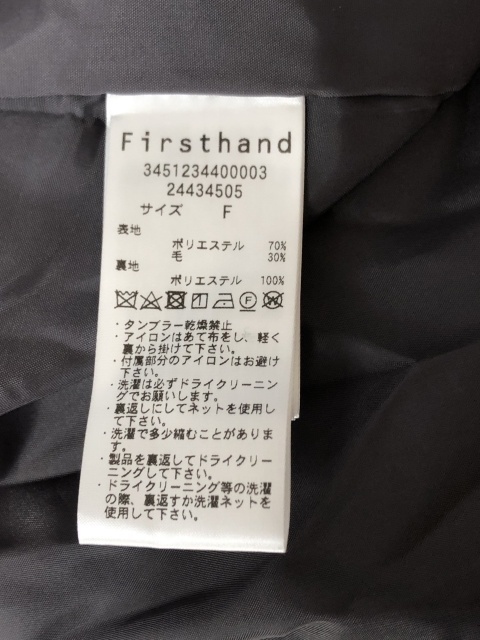 Firsthand
3451234400003
24434505
サイズ F
表地
ポリエステル 70%
毛 30%
裏地
ポリエステル 100%
・タンブラー乾燥禁止
・アイロンはあて布をし、軽く
裏から掛けて下さい。
・付属部分のアイロンはお避け
下さい。
・洗濯は必ずドライクリーニン
グでお願いします。
・裏返しにしてネットを使用し
て下さい。
・洗濯で多少縮むことがありま
す。
・製品を裏返してドライクリー
ニングして下さい。
・ドライクリーニング等の洗濯
の際、裏返すか洗濯ネットを
使用して下さい。